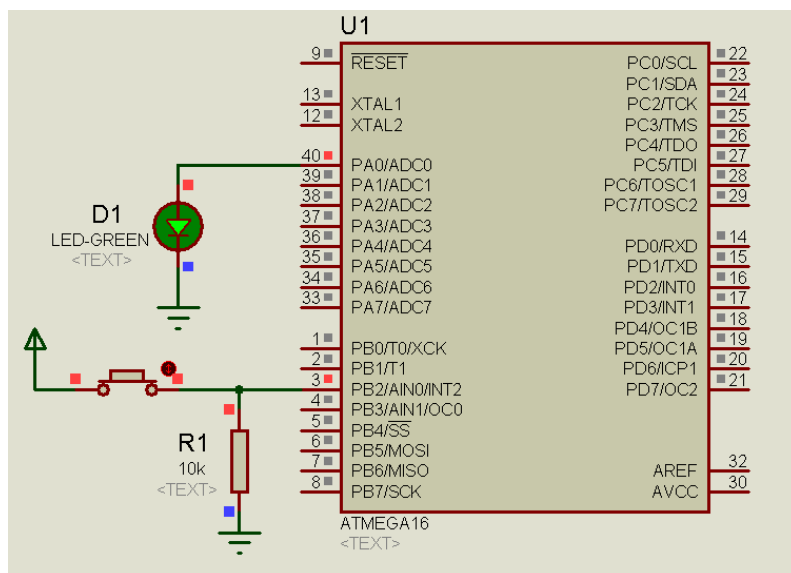 U1
9
RESET
13
XTAL1
12
XTAL2
40
PA0/ADC0
39
PA1/ADC1
38
PA2/ADC2
37
PA3/ADC3
36
PA4/ADC4
35
PA5/ADC5
34
PA6/ADC6
33
PA7/ADC7
1
PB0/T0/XCK
2
PB1/T1
3
PB2/AIN0/INT2
4
PB3/AIN1/OC0
5
PB4/SS
6
PB5/MOSI
7
PB6/MISO
8
PB7/SCK
PC0/SCL
22
PC1/SDA
23
PC2/TCK
24
PC3/TMS
25
PC4/TDO
26
PC5/TDI
27
PC6/TOSC1
28
PC7/TOSC2
29
PD0/RXD
14
PD1/TXD
15
PD2/INT0
16
PD3/INT1
17
PD4/OC1B
18
PD5/OC1A
19
PD6/ICP1
20
PD7/OC2
21
AREF
32
AVCC
30
ATMEGA16
<TEXT>
D1
LED-GREEN
<TEXT>
R1
10k
<TEXT>